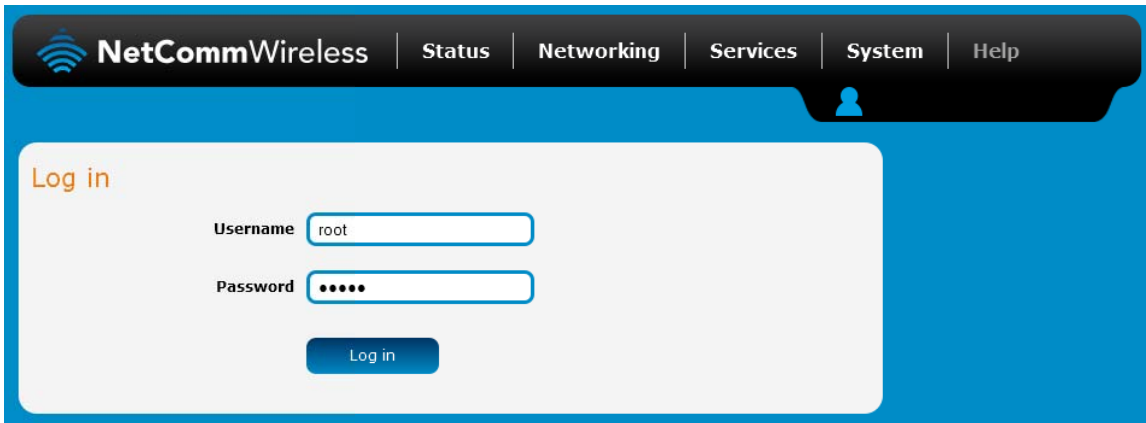 NetCommWireless Status Networking Services System Help
Log in
Username root
Password •••••
Log in